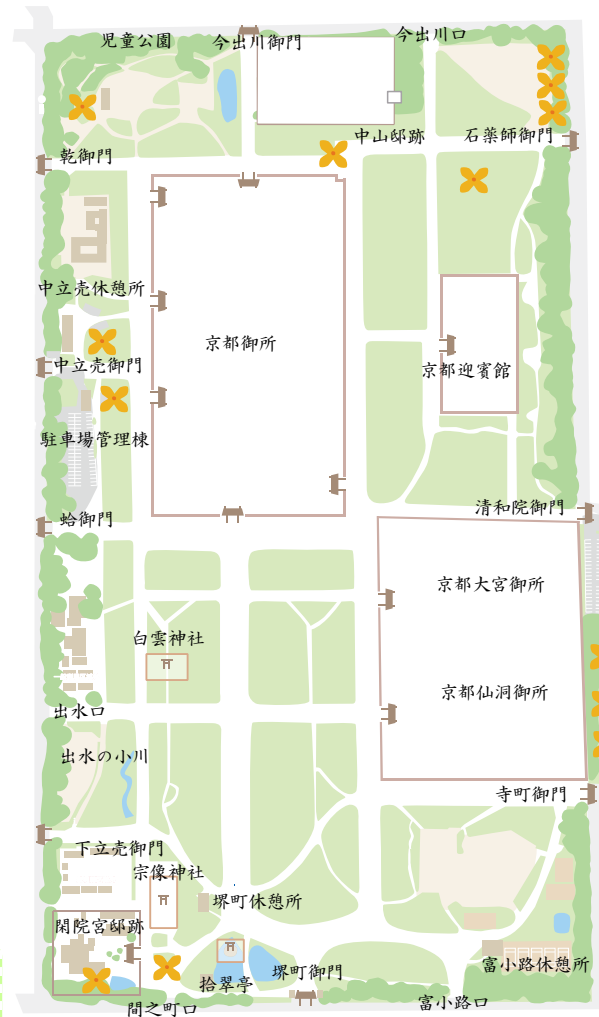 児童公園
今出川御門
今出川口
中山邸跡
石薬師御門
乾御門
中立売休憩所
京都御所
中立売御門
京都迎賓館
駐車場管理棟
清和院御門
蛤御門
京都大宮御所
白雲神社
京都仙洞御所
出水口
出水の小川
寺町御門
下立売御門
宗像神社
堺町休憩所
閑院宮邸跡
富小路休憩所
堺町御門
拾翠亭
富小路口
間之町口